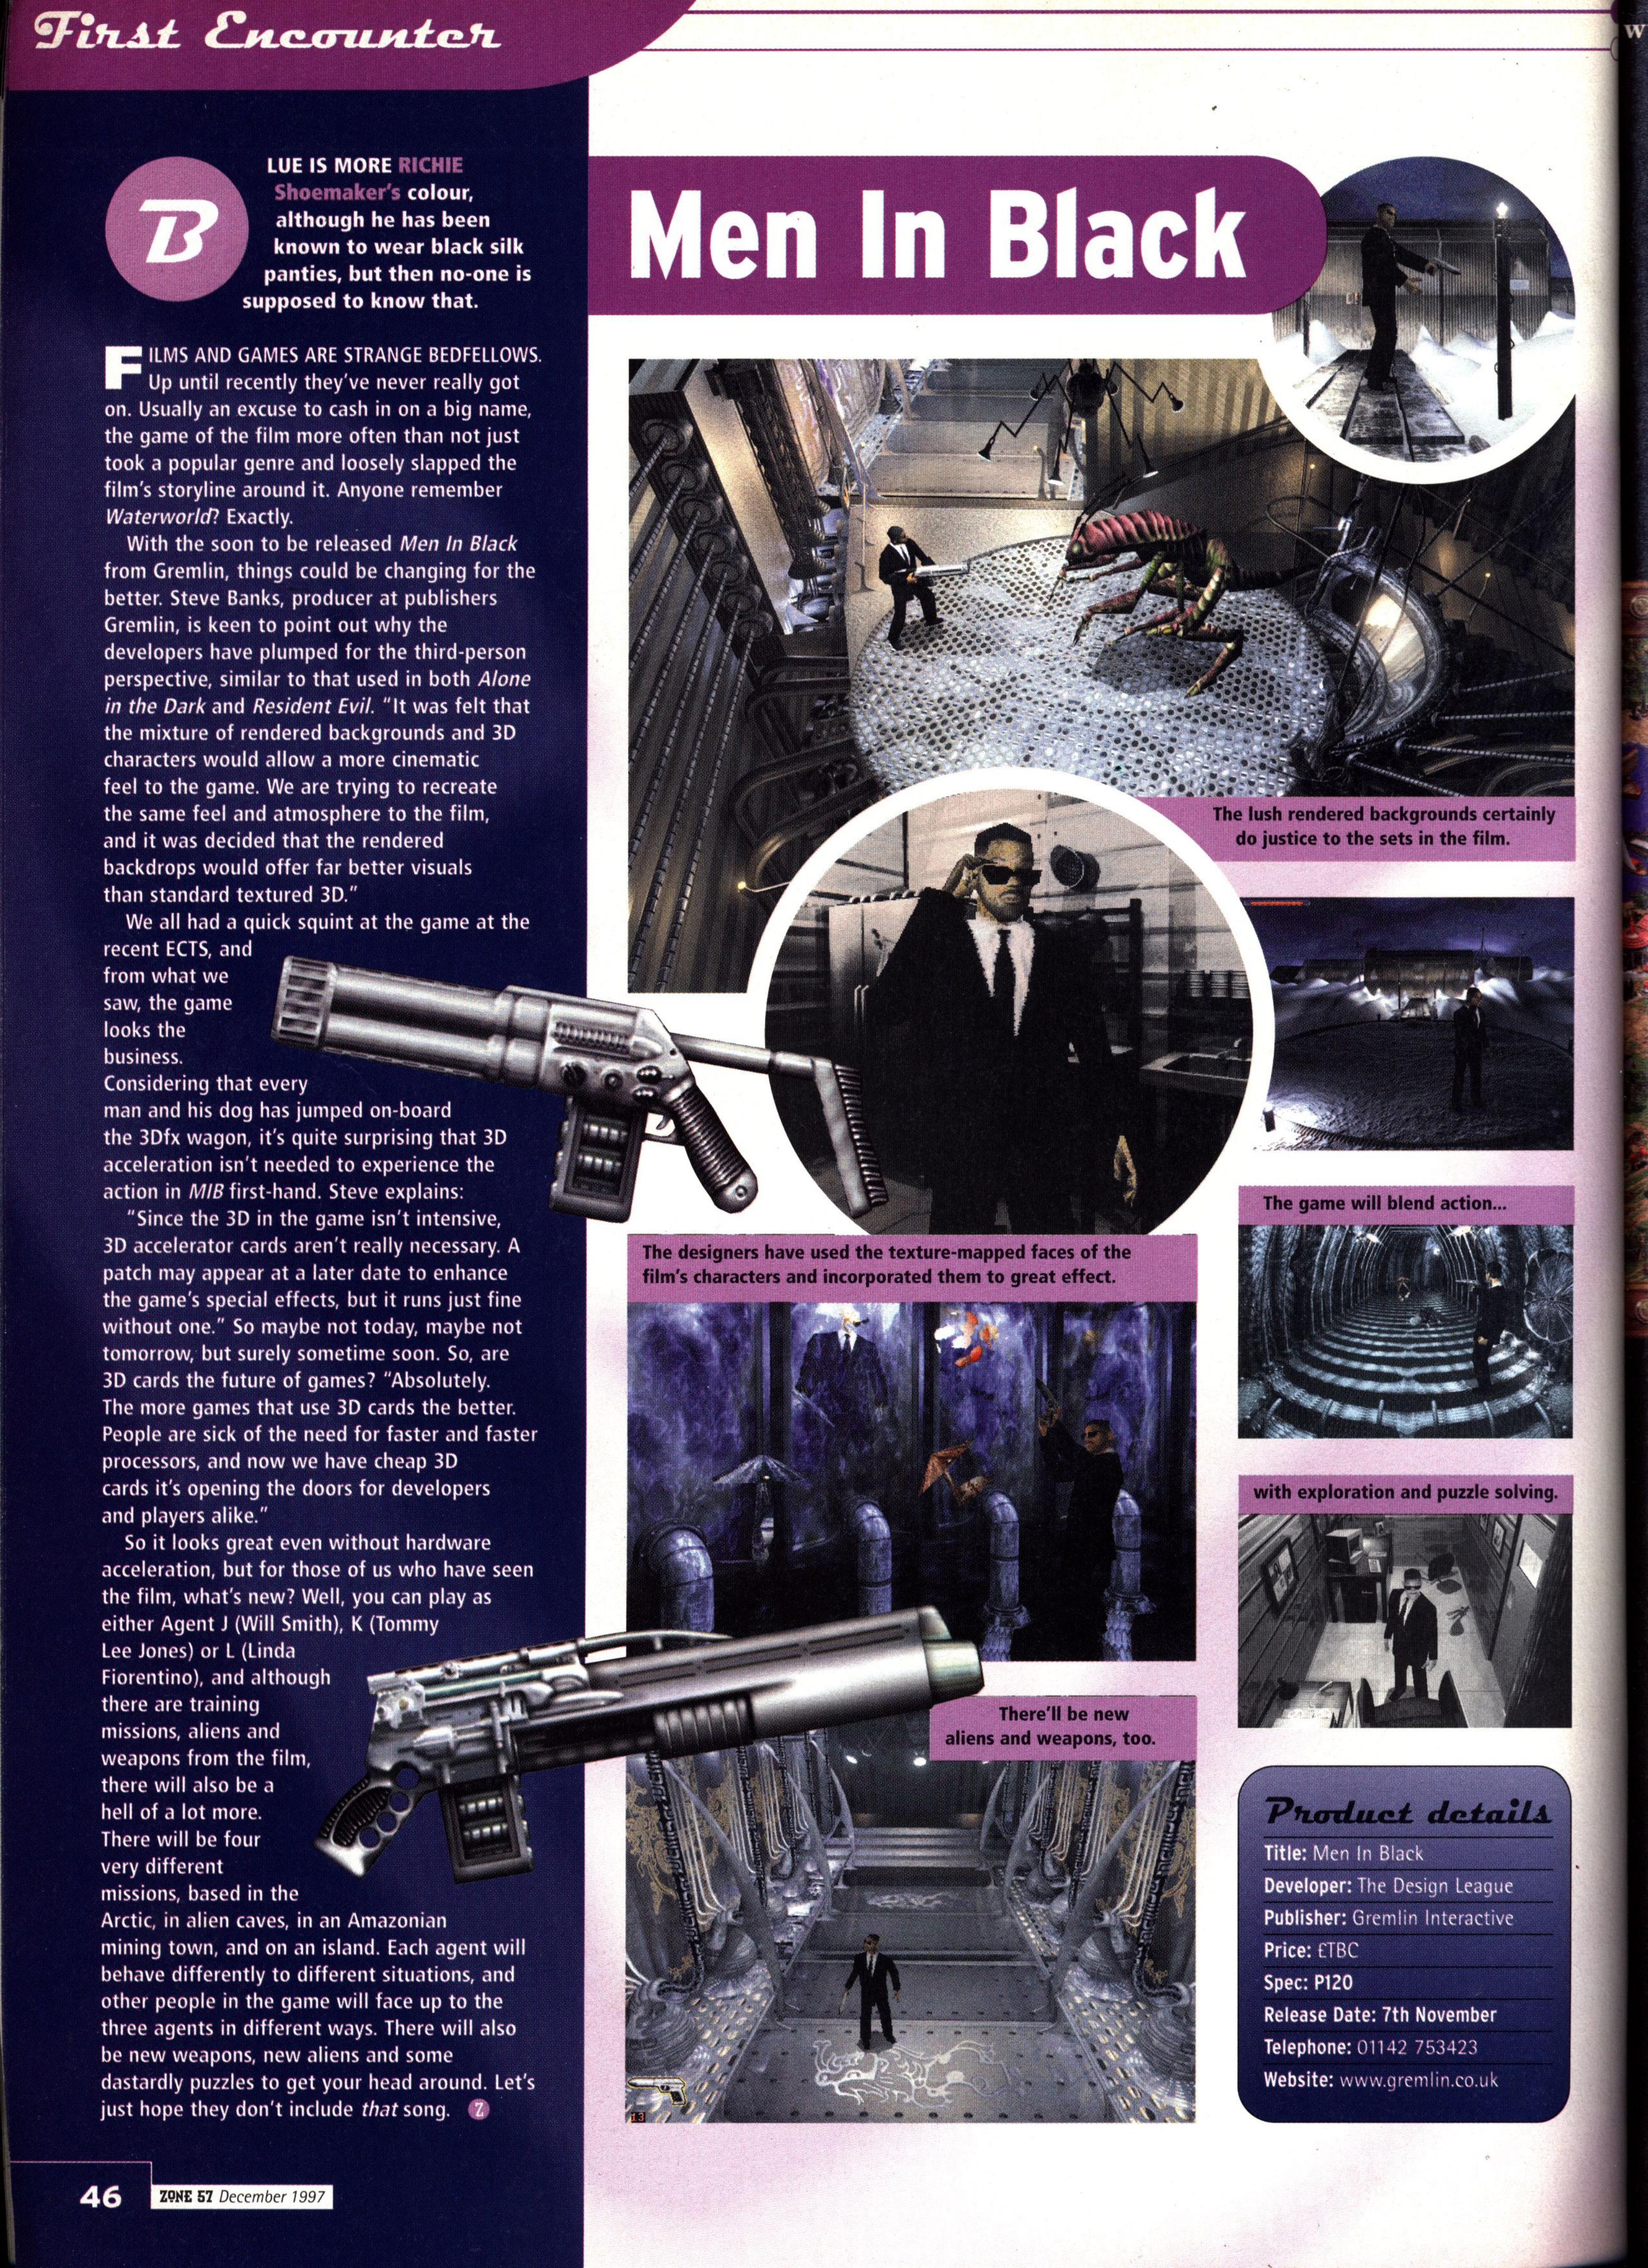 First Encounter
BLUE IS MORE RICHIE
Shoemaker's colour,
although he has been
known to wear black silk
panties, but then no-one is
supposed to know that.
FILMS AND GAMES ARE STRANGE BEDFELLOWS.
Up until recently they've never really got
on. Usually an excuse to cash in on a big name,
the game of the film more often than not just
took a popular genre and loosely slapped the
film's storyline around it. Anyone remember
Waterworld? Exactly.
With the soon to be released Men In Black
from Gremlin, things could be changing for the
better. Steve Banks, producer at publishers
Gremlin, is keen to point out why the
developers have plumped for the third-person
perspective, similar to that used in both Alone
in the Dark and Resident Evil. "It was felt that
the mixture of rendered backgrounds and 3D
characters would allow a more cinematic
feel to the game. We are trying to recreate
the same feel and atmosphere to the film,
and it was decided that the rendered
backdrops would offer far better visuals
than standard textured 3D."
We all had a quick squint at the game at the
recent ECTS, and
from what we
saw, the game
looks the
business.
Considering that every
man and his dog has jumped on-board
the 3Dfx wagon, it's quite surprising that 3D
acceleration isn't needed to experience the
action in MIB first-hand. Steve explains:
"Since the 3D in the game isn't intensive,
3D accelerator cards aren't really necessary. A
patch may appear at a later date to enhance
the game's special effects, but it runs just fine
without one." So maybe not today, maybe not
tomorrow, but surely sometime soon. So, are
3D cards the future of games? "Absolutely.
The more games that use 3D cards the better.
People are sick of the need for faster and faster
processors, and now we have cheap 3D
cards it's opening the doors for developers
and players alike."
So it looks great even without hardware
acceleration, but for those of us who have seen
the film, what's new? Well, you can play as
either Agent J (Will Smith), K (Tommy
Lee Jones) or L (Linda
Fiorentino), and although
there are training
missions, aliens and
weapons from the film,
there will also be a
hell of a lot more.
There will be four
very different
missions, based in the
Arctic, in alien caves, in an Amazonian
mining town, and on an island. Each agent will
behave differently to different situations, and
other people in the game will face up to the
three agents in different ways. There will also
be new weapons, new aliens and some
dastardly puzzles to get your head around. Let's
just hope they don't include that song. Z
Men In Black
The lush rendered backgrounds certainly
do justice to the sets in the film.
The designers have used the texture-mapped faces of the
film's characters and incorporated them to great effect.
The game will blend action...
with exploration and puzzle solving.
There'll be new
aliens and weapons, too.
13
Product details
Title: Men In Black
Developer: The Design League
Publisher: Gremlin Interactive
Price: £TBC
Spec: P120
Release Date: 7th November
Telephone: 01142 753423
Website: www.gremlin.co.uk
46
ZONE 57 December 1997
W